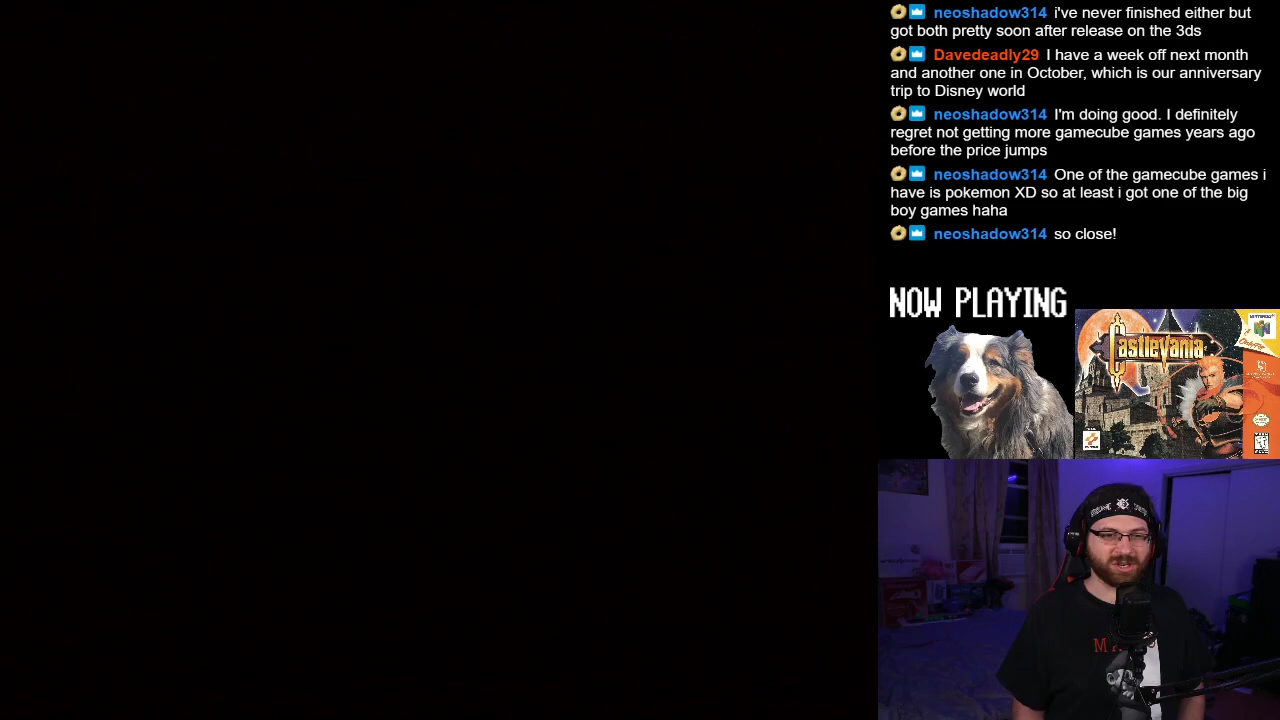 neoshadow314 i've never finished either but
got both pretty soon after release on the 3ds
Davedeadly29 I have a week off next month
and another one in October, which is our anniversary
trip to Disney world
neoshadow314 I'm doing good. I definitely
regret not getting more gamecube games years ago
before the price jumps
neoshadow314 One of the gamecube games i
have is pokemon XD so at least i got one of the big
boy games haha
neoshadow314 so close!
NOW PLAYING
Castlevania